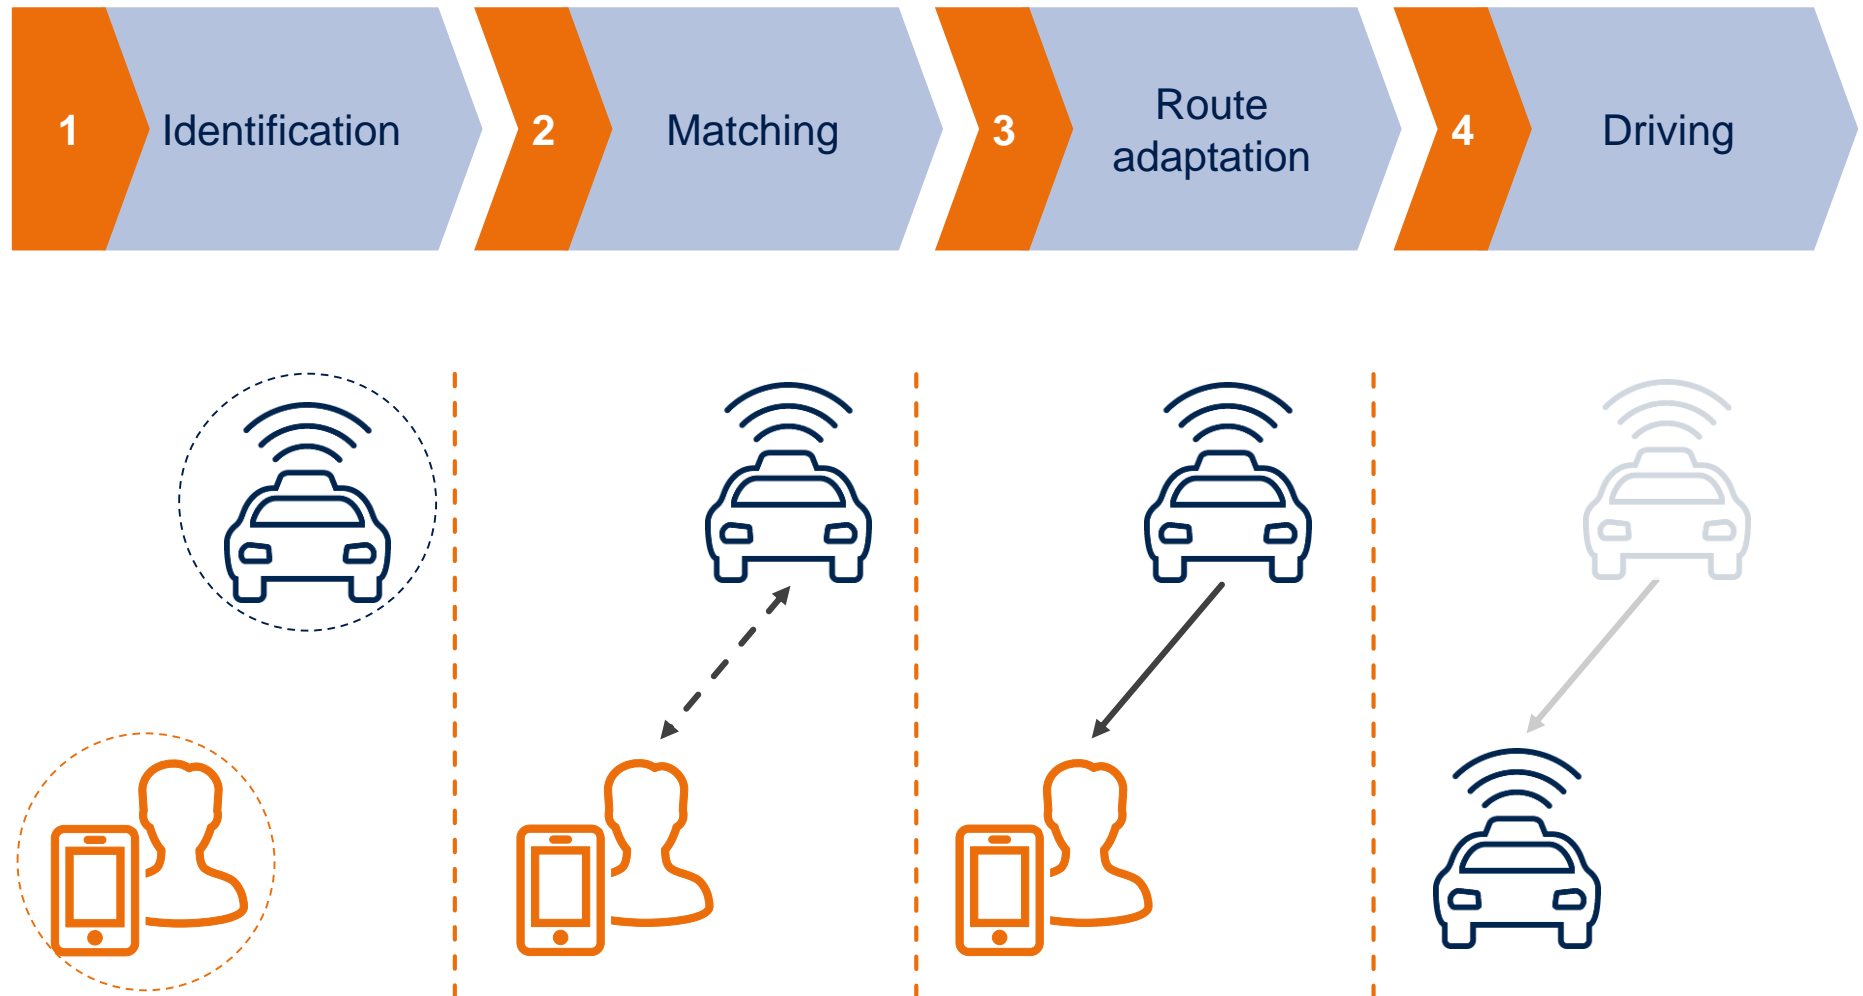 1
Identification
2
Matching
3
Route
adaptation
4
Driving